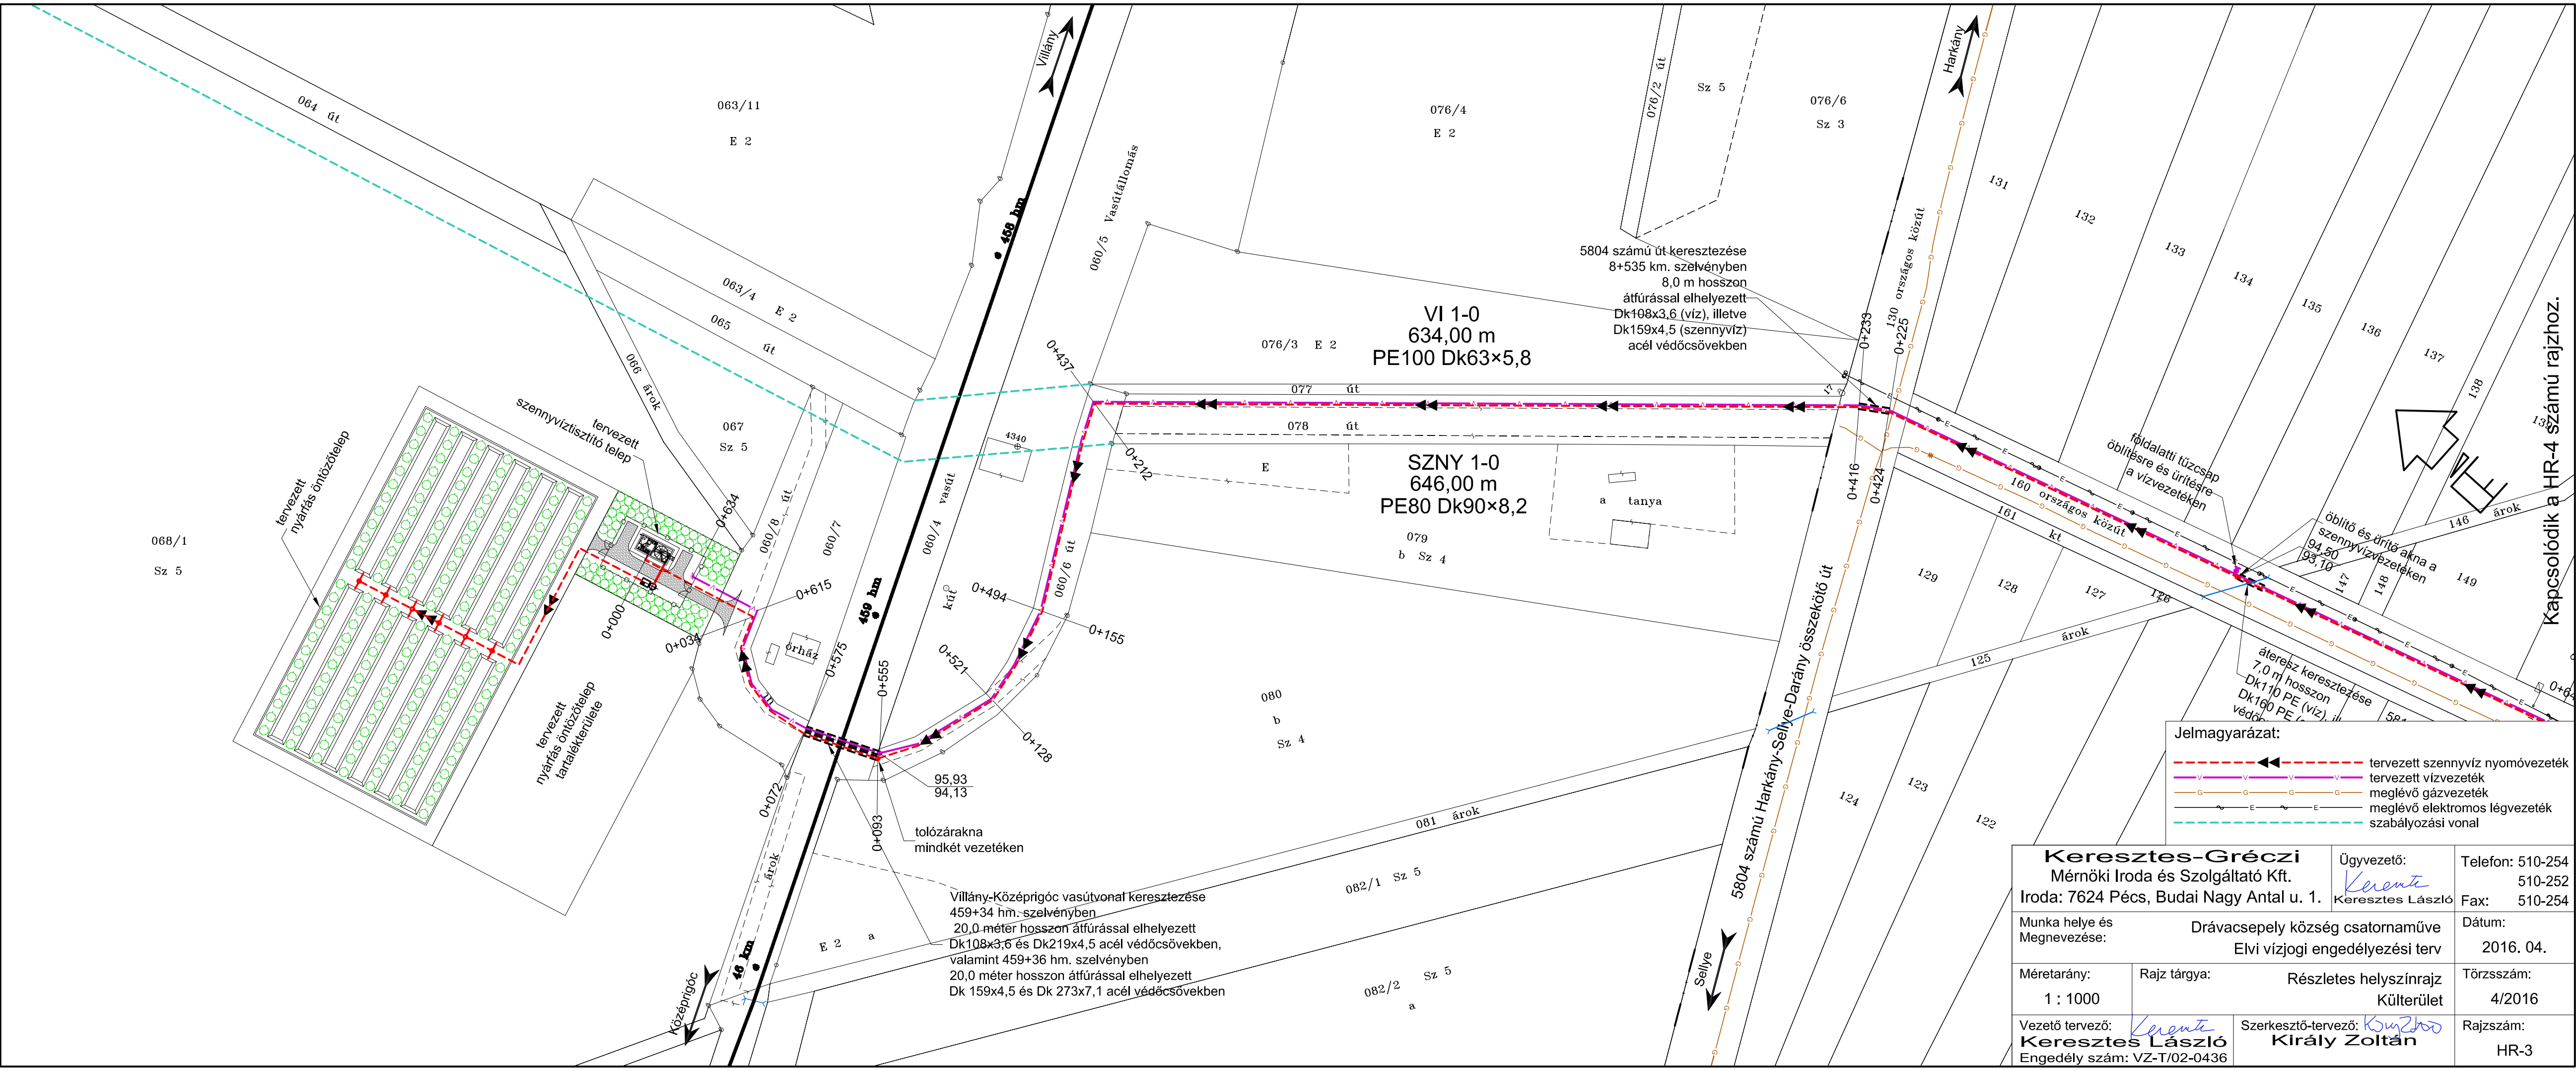 064 út
063/11
E 2
Villány
458 hm
060/5 Vasútállomás
076/4
E 2
076/2 út
Sz 5
076/6
Sz 3
Harkány
131
132
133
134
135
136
137
138
Kapcsolódik a HR-4 számú rajzhoz.
063/4 E 2
065 út
066 árok
067
Sz 5
5804 számú út keresztezése
8+535 km. szelvényben
8,0 m hosszon
átfúrással elhelyezett
Dk108x3,6 (víz), illetve
Dk159x4,5 (szennyvíz)
acél védőcsövekben
0+233
0+225
130 országos közút
VI 1-0
634,00 m
PE100 Dk63×5,8
076/3 E 2
0+437
077 út
17
078 út
0+212
4340
E
SZNY 1-0
646,00 m
PE80 Dk90×8,2
a tanya
079
b Sz 4
0+416
0+424
160 országos közút
161 kt
földalatti tűzcsap
öblítésre és ürítésre
a vízvezetéken
öblítő és ürítő akna a
szennyvízvezetéken
94,50
93,10
146 árok
147
148
149
129
128
127
126
125 árok
áteresz keresztezése
7,0 m hosszon
Dk110 PE (víz), ill
Dk160 PE (
védő
584
0+64
tervezett
szennyvíztisztító telep
tervezett
nyárfás öntözőtelep
068/1
Sz 5
0+634
060/8 út
060/7
060/4 vasút
kút
060/6 út
0+000
0+034
0+615
őrház
út
0+575
459 hm
0+555
0+494
0+155
0+521
0+128
080
b
Sz 4
tervezett
nyárfás öntözőtelep
tartalékterülete
0+072
0+093
95,93
94,13
tolózárakna
mindkét vezetéken
árok
46 km
E 2 a
Középrigóc
Villány-Középrigóc vasútvonal keresztezése
459+34 hm. szelvényben
20,0 méter hosszon átfúrással elhelyezett
Dk108x3,6 és Dk219x4,5 acél védőcsövekben,
valamint 459+36 hm. szelvényben
20,0 méter hosszon átfúrással elhelyezett
Dk 159x4,5 és Dk 273x7,1 acél védőcsövekben
081 árok
082/1 Sz 5
082/2 Sz 5
a
5804 számú Harkány-Sellye-Darány összekötő út
Sellye
124
123
122
Jelmagyarázat:
tervezett szennyvíz nyomóvezeték
tervezett vízvezeték
meglévő gázvezeték
meglévő elektromos légvezeték
szabályozási vonal
Keresztes-Gréczi
Mérnöki Iroda és Szolgáltató Kft.
Iroda: 7624 Pécs, Budai Nagy Antal u. 1.
Ügyvezető:
Keresztes László
Telefon: 510-254
510-252
Fax: 510-254
Munka helye és
Megnevezése:
Drávacsepely község csatornaműve
Elvi vízjogi engedélyezési terv
Dátum:
2016. 04.
Méretarány:
1 : 1000
Rajz tárgya:
Részletes helyszínrajz
Külterület
Törzsszám:
4/2016
Vezető tervező:
Keresztes László
Engedély szám: VZ-T/02-0436
Szerkesztő-tervező:
Király Zoltán
Rajzszám:
HR-3